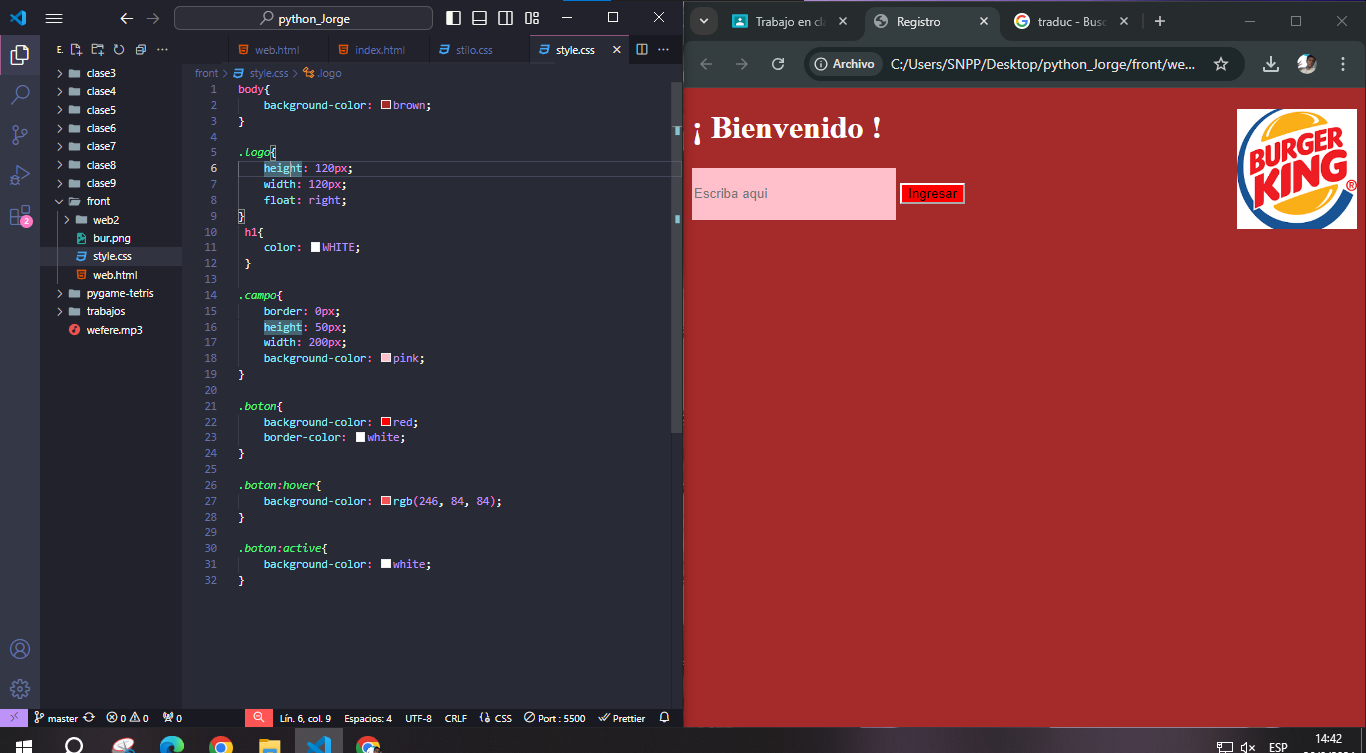 python_Jorge
E.
web.html
index.html
stilo.css
style.css
front > style.css > .logo
clase3
clase4
clase5
clase6
clase7
clase8
clase9
front
web2
bur.png
style.css
web.html
pygame-tetris
trabajos
wefere.mp3
2
1 body{
2 background-color: brown;
3 }
4
5 .logo{
6 height: 120px;
7 width: 120px;
8 float: right;
9 }
10 h1{
11 color: WHITE;
12 }
13
14 .campo{
15 border: 0px;
16 height: 50px;
17 width: 200px;
18 background-color: pink;
19 }
20
21 .boton{
22 background-color: red;
23 border-color: white;
24 }
25
26 .boton:hover{
27 background-color: rgb(246, 84, 84);
28 }
29
30 .boton:active{
31 background-color: white;
32 }
master 0 0 0 Lín. 6, col. 9 Espacios: 4 UTF-8 CRLF CSS Port : 5500 Prettier
Trabajo en cl
Registro
traduc - Bus
Archivo C:/Users/SNPP/Desktop/python_Jorge/front/we...
¡ Bienvenido !
Escriba aqui
Ingresar
BURGER
KING
®
ESP
14:42